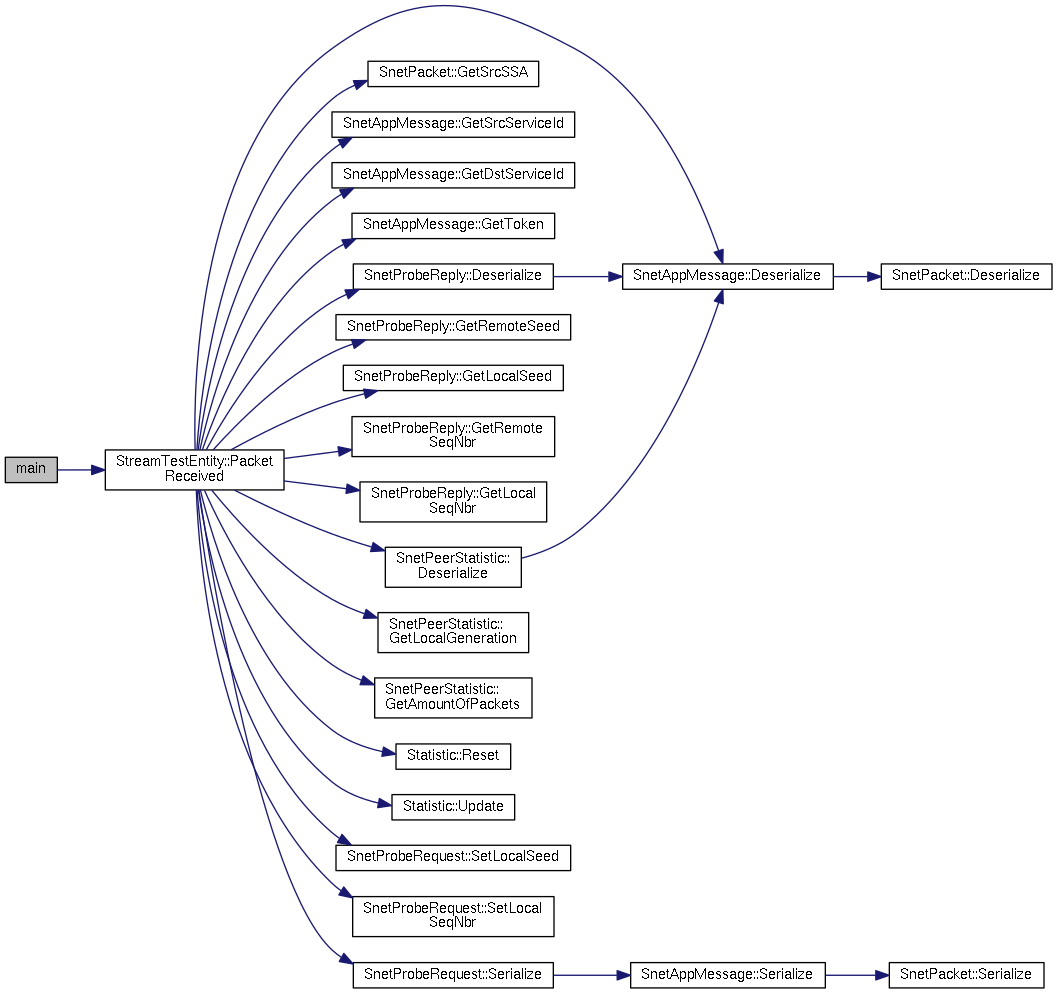 SnetPacket::GetSrcSSA
SnetAppMessage::GetSrcServiceId
SnetAppMessage::GetDstServiceId
SnetAppMessage::GetToken
SnetProbeReply::Deserialize
SnetAppMessage::Deserialize
SnetPacket::Deserialize
SnetProbeReply::GetRemoteSeed
SnetProbeReply::GetLocalSeed
SnetProbeReply::GetRemote
SeqNbr
main
StreamTestEntity::Packet
Received
SnetProbeReply::GetLocal
SeqNbr
SnetPeerStatistic::
Deserialize
SnetPeerStatistic::
GetLocalGeneration
SnetPeerStatistic::
GetAmountOfPackets
Statistic::Reset
Statistic::Update
SnetProbeRequest::SetLocalSeed
SnetProbeRequest::SetLocal
SeqNbr
SnetProbeRequest::Serialize
SnetAppMessage::Serialize
SnetPacket::Serialize